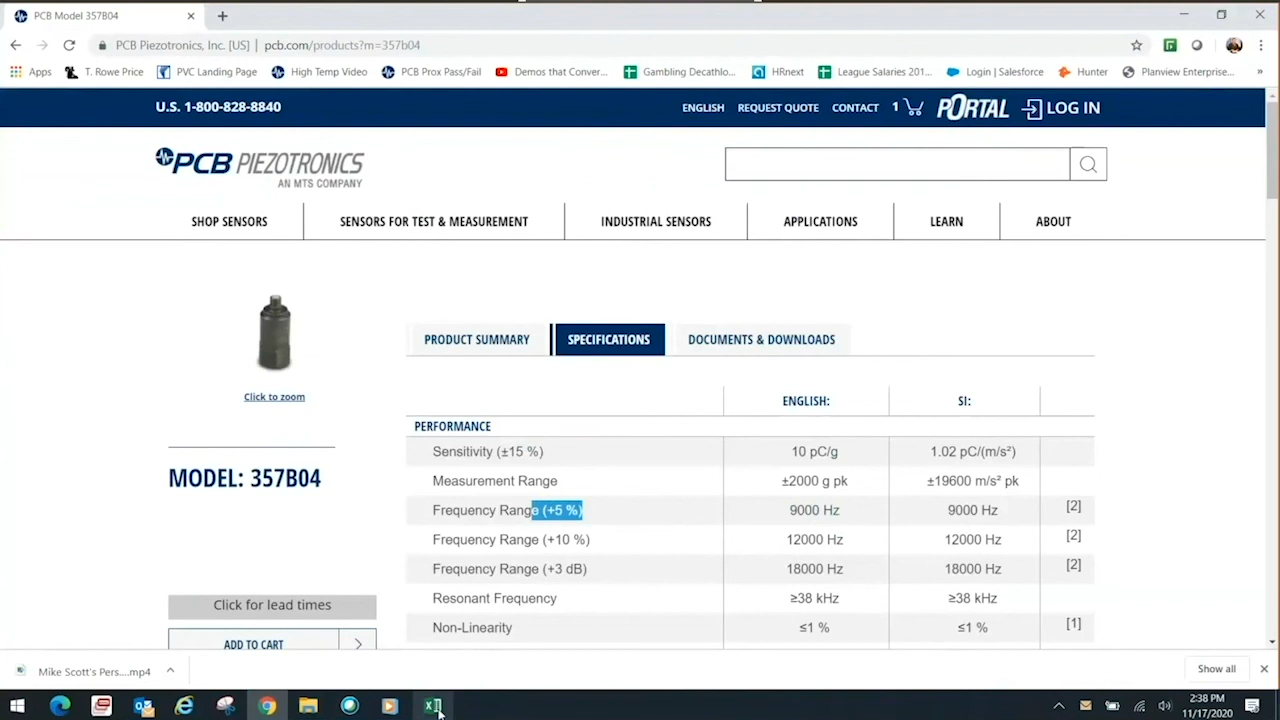 PCB Model 357B04
PCB Piezotronics, Inc. [US] | pcb.com/products?m=357b04
Apps T. Rowe Price PVC Landing Page High Temp Video PCB Prox Pass/Fail Demos that Conver... Gambling Decathlo... HRnext League Salaries 201... Login | Salesforce Hunter Planview Enterprise... »
U.S. 1-800-828-8840 ENGLISH REQUEST QUOTE CONTACT 1 PORTAL LOG IN
PCB PIEZOTRONICS
AN MTS COMPANY
SHOP SENSORS SENSORS FOR TEST & MEASUREMENT INDUSTRIAL SENSORS APPLICATIONS LEARN ABOUT
PRODUCT SUMMARY SPECIFICATIONS DOCUMENTS & DOWNLOADS
Click to zoom
MODEL: 357B04
Click for lead times
ADD TO CART
ENGLISH: SI:
PERFORMANCE
Sensitivity (±15 %) 10 pC/g 1.02 pC/(m/s²)
Measurement Range ±2000 g pk ±19600 m/s² pk
Frequency Range (+5 %) 9000 Hz 9000 Hz [2]
Frequency Range (+10 %) 12000 Hz 12000 Hz [2]
Frequency Range (+3 dB) 18000 Hz 18000 Hz [2]
Resonant Frequency ≥38 kHz ≥38 kHz
Non-Linearity ≤1 % ≤1 % [1]
Mike Scott's Pers....mp4 Show all
2:38 PM
11/17/2020